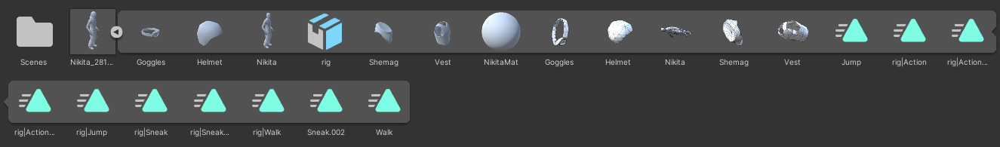 Scenes
Nikita_281...
Goggles
Helmet
Nikita
rig
Shemag
Vest
NikitaMat
Goggles
Helmet
Nikita
Shemag
Vest
Jump
rig|Action
rig|Action...
rig|Action...
rig|Jump
rig|Sneak
rig|Sneak...
rig|Walk
Sneak.002
Walk